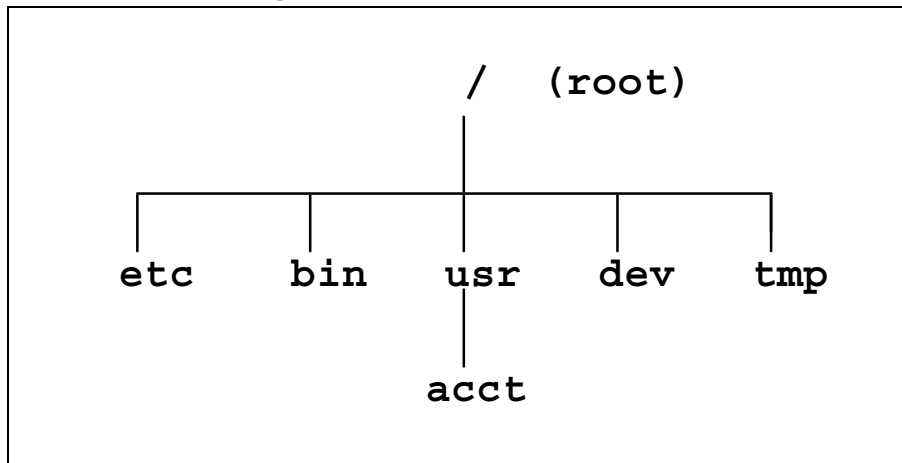 / (root)
etc bin usr dev tmp
acct